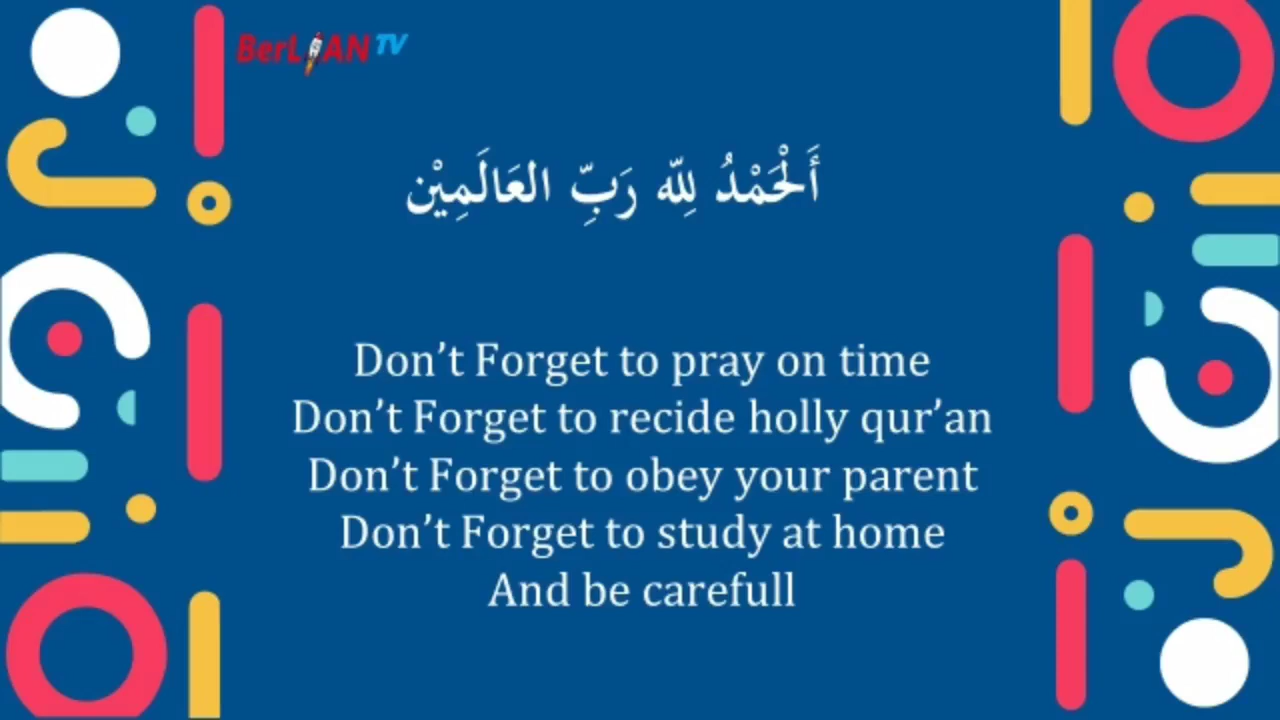 BerLIAN TV
أَلْحَمْدُ لِلّه رَبِّ العَالَمِيْن
Don’t Forget to pray on time
Don’t Forget to recide holly qur’an
Don’t Forget to obey your parent
Don’t Forget to study at home
And be carefull